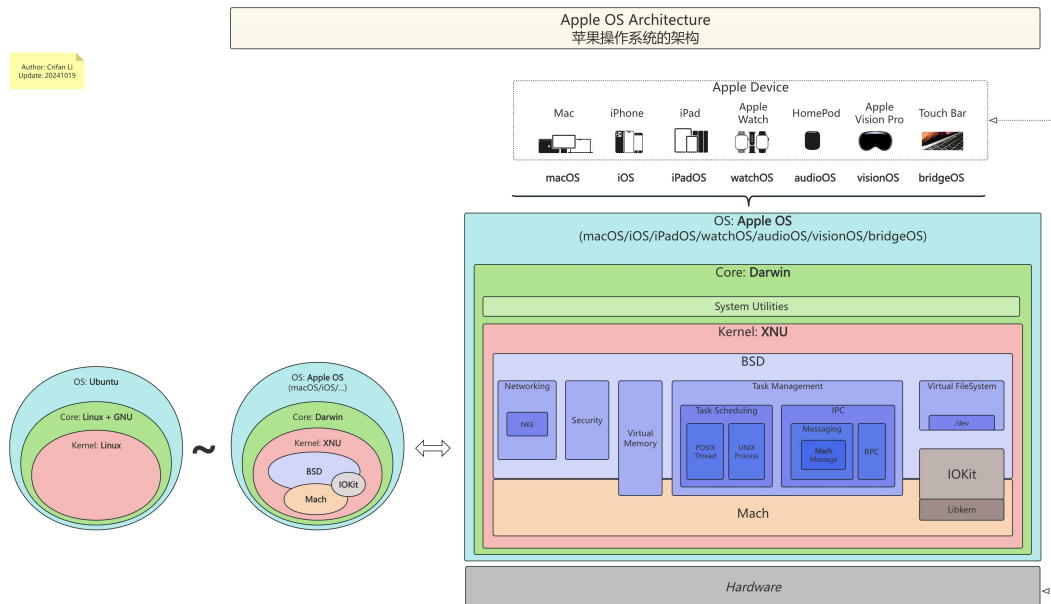 Apple OS Architecture
苹果操作系统的架构
Author: Crifan Li
Update: 20241019
Apple Device
Mac
iPhone
iPad
Apple
Watch
HomePod
Apple
Vision Pro
Touch Bar
macOS
iOS
iPadOS
watchOS
audioOS
visionOS
bridgeOS
OS: Apple OS
(macOS/iOS/iPadOS/watchOS/audioOS/visionOS/bridgeOS)
Core: Darwin
System Utilities
Kernel: XNU
BSD
Networking
NKE
Security
Virtual
Memory
Task Management
Task Scheduling
POSIX
Thread
UNIX
Process
IPC
Messaging
Mach
Massage
RPC
Virtual FileSystem
/dev
IOKit
Libkern
Mach
Hardware
OS: Ubuntu
Core: Linux + GNU
Kernel: Linux
~
OS: Apple OS
(macOS/iOS/...)
Core: Darwin
Kernel: XNU
BSD
IOKit
Mach